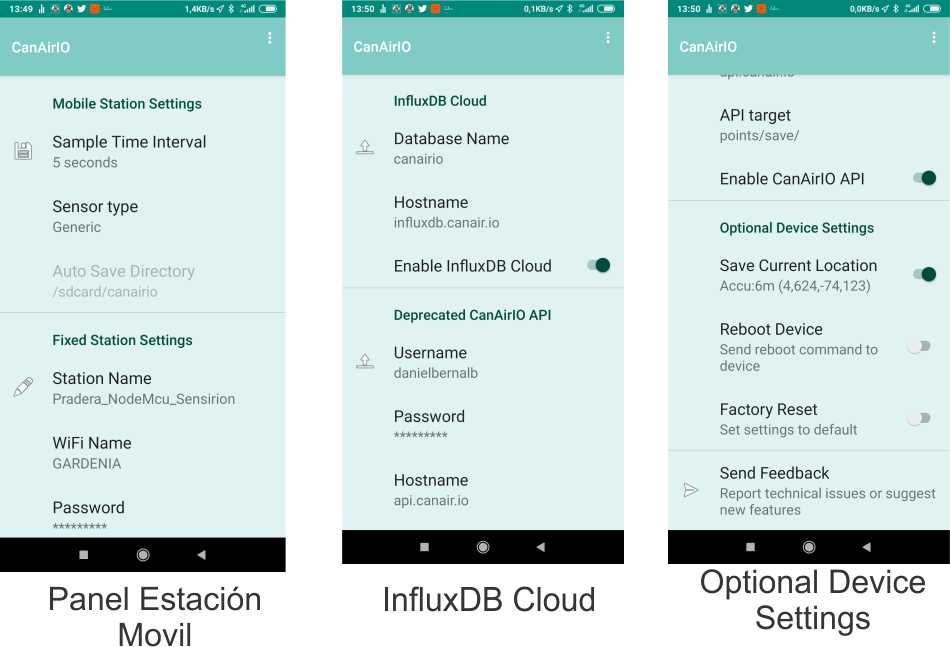 13:49
1,4KB/s
CanAirIO
Mobile Station Settings
Sample Time Interval
5 seconds
Sensor type
Generic
Auto Save Directory
/sdcard/canairio
Fixed Station Settings
Station Name
Pradera_NodeMcu_Sensirion
WiFi Name
GARDENIA
Password
*********
Panel Estación
Movil
13:50
0,1KB/s
CanAirIO
InfluxDB Cloud
Database Name
canairio
Hostname
influxdb.canair.io
Enable InfluxDB Cloud
Deprecated CanAirIO API
Username
danielbernalb
Password
*********
Hostname
api.canair.io
InfluxDB Cloud
13:50
0,0KB/s
CanAirIO
API target
points/save/
Enable CanAirIO API
Optional Device Settings
Save Current Location
Accu:6m (4,624,-74,123)
Reboot Device
Send reboot command to
device
Factory Reset
Set settings to default
Send Feedback
Report technical issues or suggest
new features
Optional Device
Settings